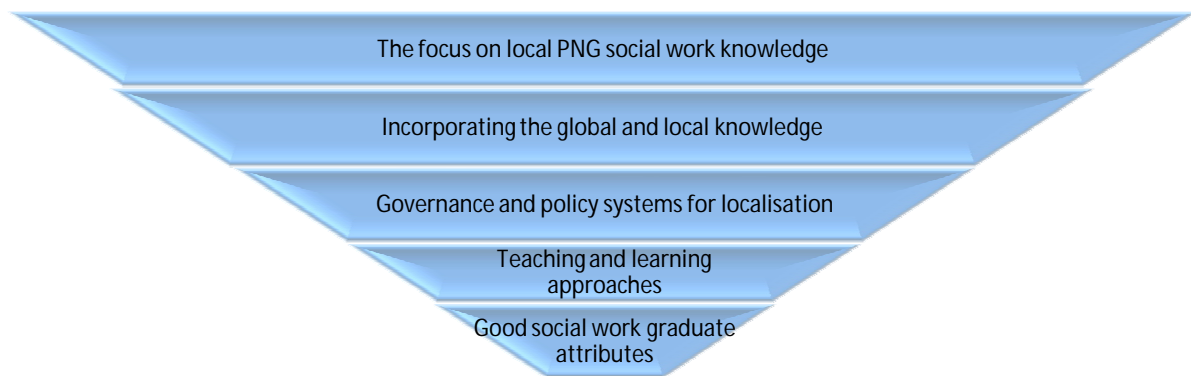 The focus on local PNG social work knowledge
Incorporating the global and local knowledge
Governance and policy systems for localisation
Teaching and learning
approaches
Good social work graduate
attributes